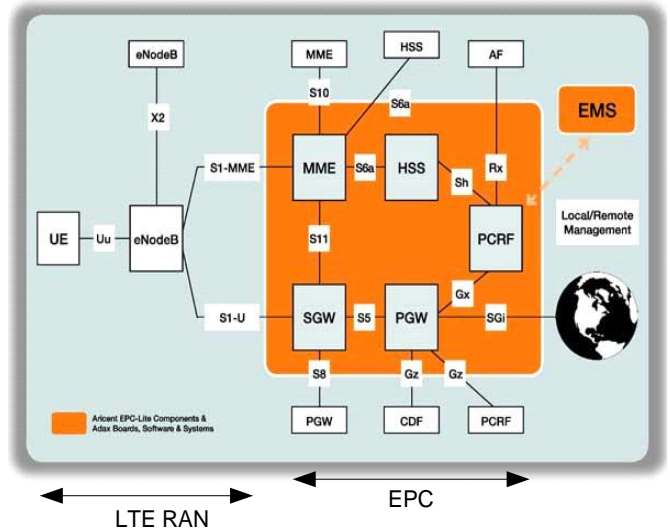 eNodeB
MME
HSS
AF
EMS
X2
S10
S6a
S1-MME
MME
S6a
HSS
Sh
Rx
Local/Remote
Management
UE
Uu
eNodeB
S11
PCRF
Gx
S1-U
SGW
S5
PGW
SGi
S8
Gz
Gz
PGW
CDF
PCRF
Aricent EPC-Lite Components &
Adax Boards, Software & Systems
LTE RAN
EPC